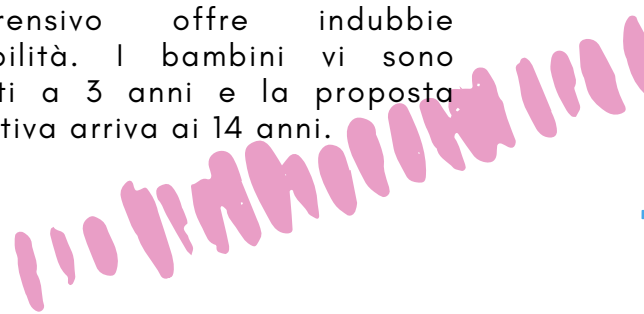 rensivo offre indubbie
bilità. I bambini vi sono
ti a 3 anni e la proposta
tiva arriva ai 14 anni.